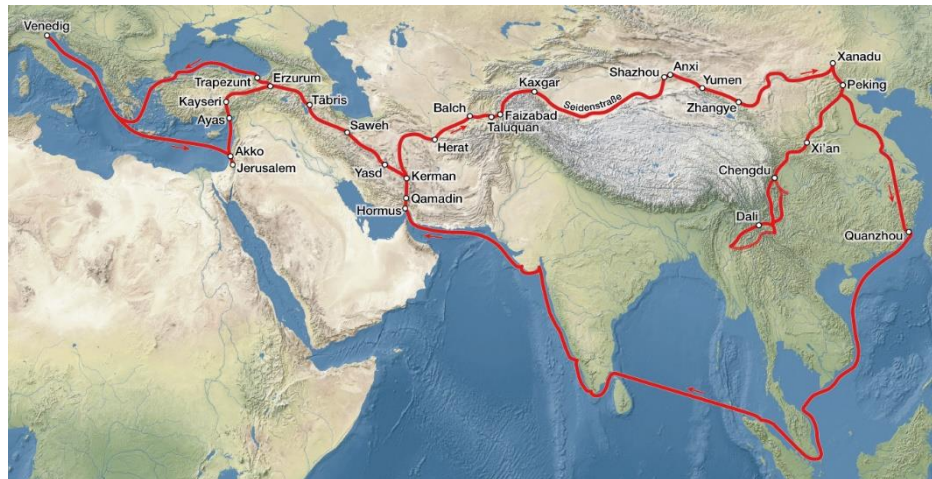 Venedig
Trapezunt
Erzurum
Kayseri
Täbris
Ayas
Saweh
Akko
Jerusalem
Yasd
Kerman
Qamadin
Hormus
Balch
Taluquan
Faizabad
Herat
Kaxgar
Seidenstraße
Shazhou
Anxi
Yumen
Zhangye
Xanadu
Peking
Xi'an
Chengdu
Dali
Quanzhou